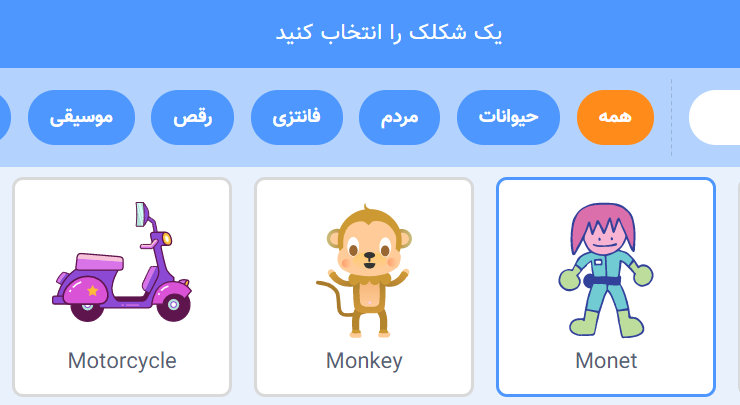 یک شکلک را انتخاب کنید
همه حیوانات مردم فانتزی رقص موسیقی
Monet Monkey Motorcycle